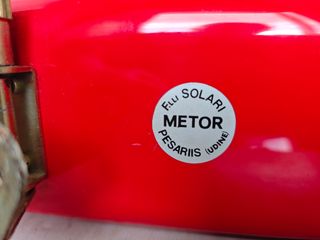 F.LLI SOLARI
METOR
PESARIIS (UDINE)